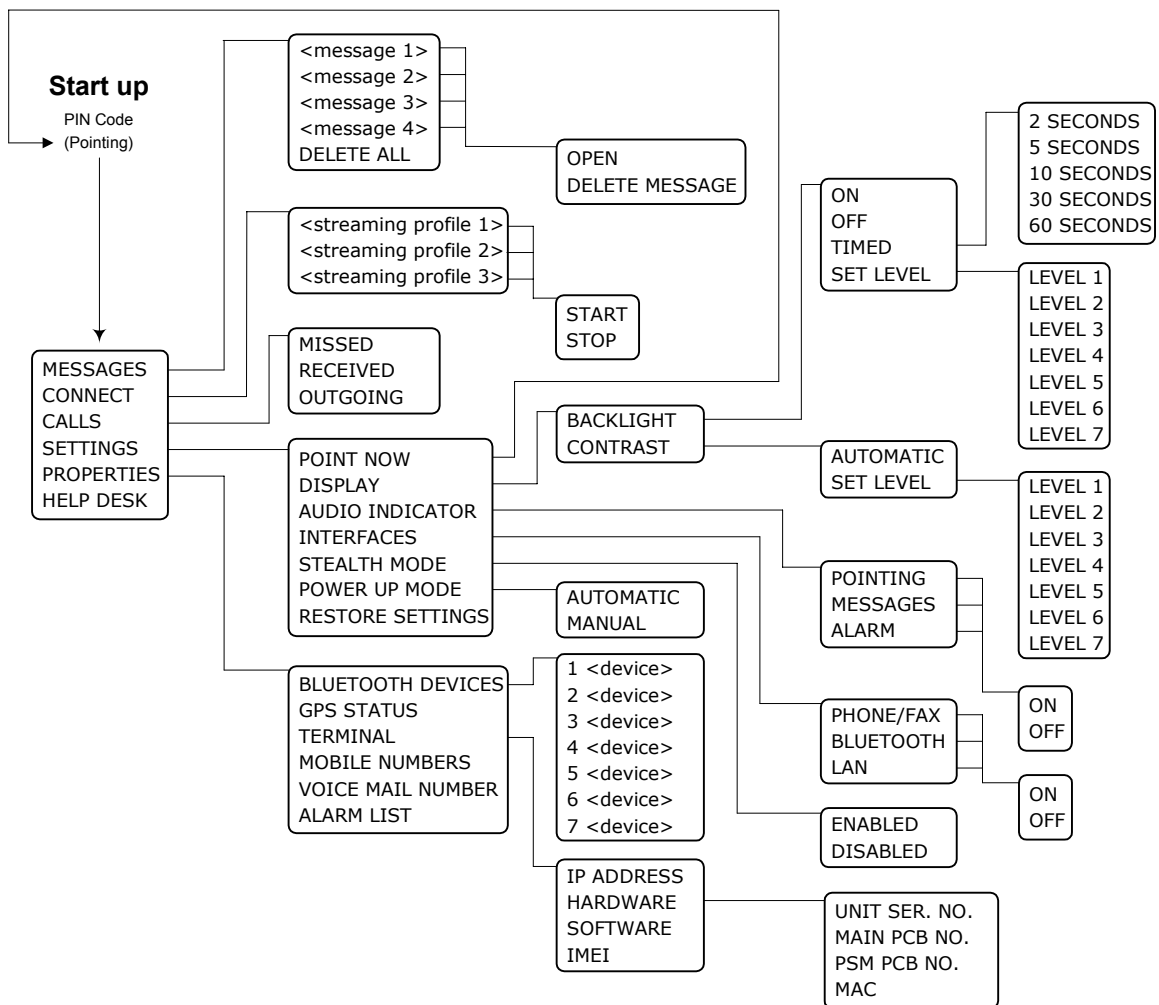 Start up
PIN Code
(Pointing)
MESSAGES
CONNECT
CALLS
SETTINGS
PROPERTIES
HELP DESK
<message 1>
<message 2>
<message 3>
<message 4>
DELETE ALL
OPEN
DELETE MESSAGE
<streaming profile 1>
<streaming profile 2>
<streaming profile 3>
START
STOP
MISSED
RECEIVED
OUTGOING
POINT NOW
DISPLAY
AUDIO INDICATOR
INTERFACES
STEALTH MODE
POWER UP MODE
RESTORE SETTINGS
BACKLIGHT
CONTRAST
ON
OFF
TIMED
SET LEVEL
2 SECONDS
5 SECONDS
10 SECONDS
30 SECONDS
60 SECONDS
LEVEL 1
LEVEL 2
LEVEL 3
LEVEL 4
LEVEL 5
LEVEL 6
LEVEL 7
AUTOMATIC
SET LEVEL
LEVEL 1
LEVEL 2
LEVEL 3
LEVEL 4
LEVEL 5
LEVEL 6
LEVEL 7
POINTING
MESSAGES
ALARM
ON
OFF
PHONE/FAX
BLUETOOTH
LAN
ON
OFF
ENABLED
DISABLED
AUTOMATIC
MANUAL
BLUETOOTH DEVICES
GPS STATUS
TERMINAL
MOBILE NUMBERS
VOICE MAIL NUMBER
ALARM LIST
1 <device>
2 <device>
3 <device>
4 <device>
5 <device>
6 <device>
7 <device>
IP ADDRESS
HARDWARE
SOFTWARE
IMEI
UNIT SER. NO.
MAIN PCB NO.
PSM PCB NO.
MAC